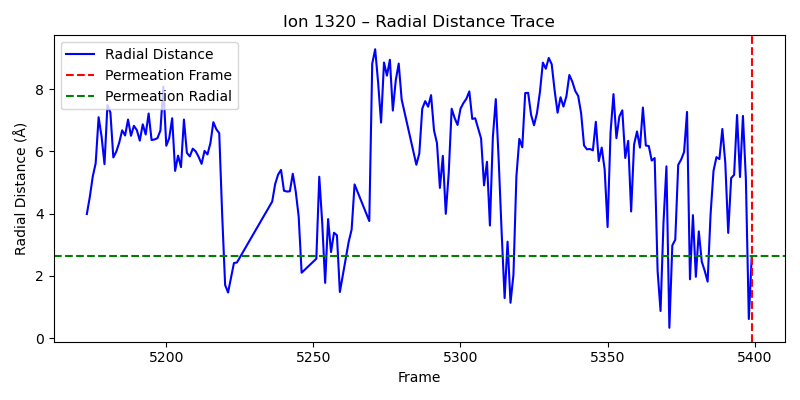 Ion 1320 – Radial Distance Trace
Radial Distance
Permeation Frame
Permeation Radial
Radial Distance (Å)
8
6
4
2
0
5200
5250
5300
5350
5400
Frame